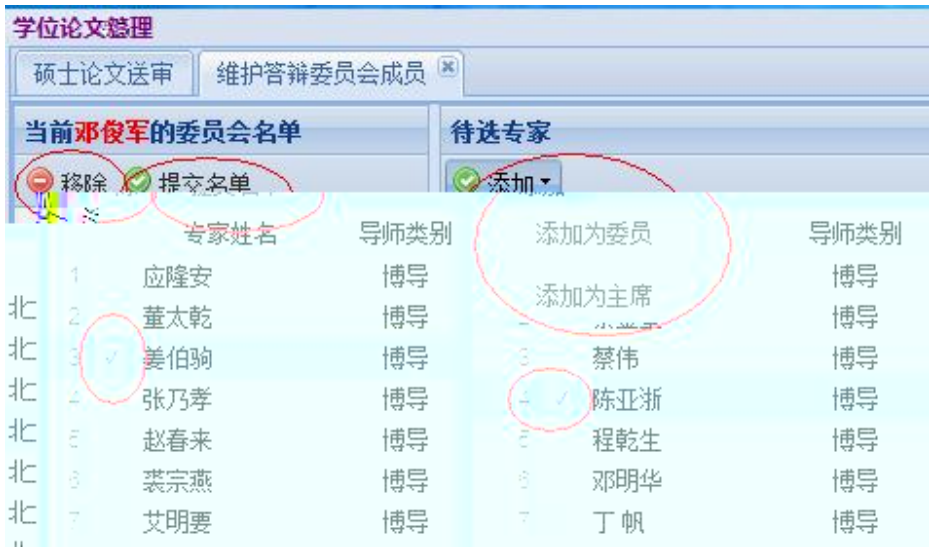 学位论文整理
硕士论文送审 维护答辩委员会成员
当前邓俊军的委员会名单 待选专家
移除 提交名单 添加
专家姓名 导师类别 添加为委员 导师类别
1 应隆安 博导 添加为主席 博导
北 2 董太乾 博导 博导
北 3 ✓ 姜伯驹 博导 3 蔡伟 博导
北 4 张乃孝 博导 4 ✓ 陈亚浙 博导
北 5 赵春来 博导 5 程乾生 博导
北 6 裘宗燕 博导 6 邓明华 博导
北 7 艾明要 博导 7 丁帆 博导